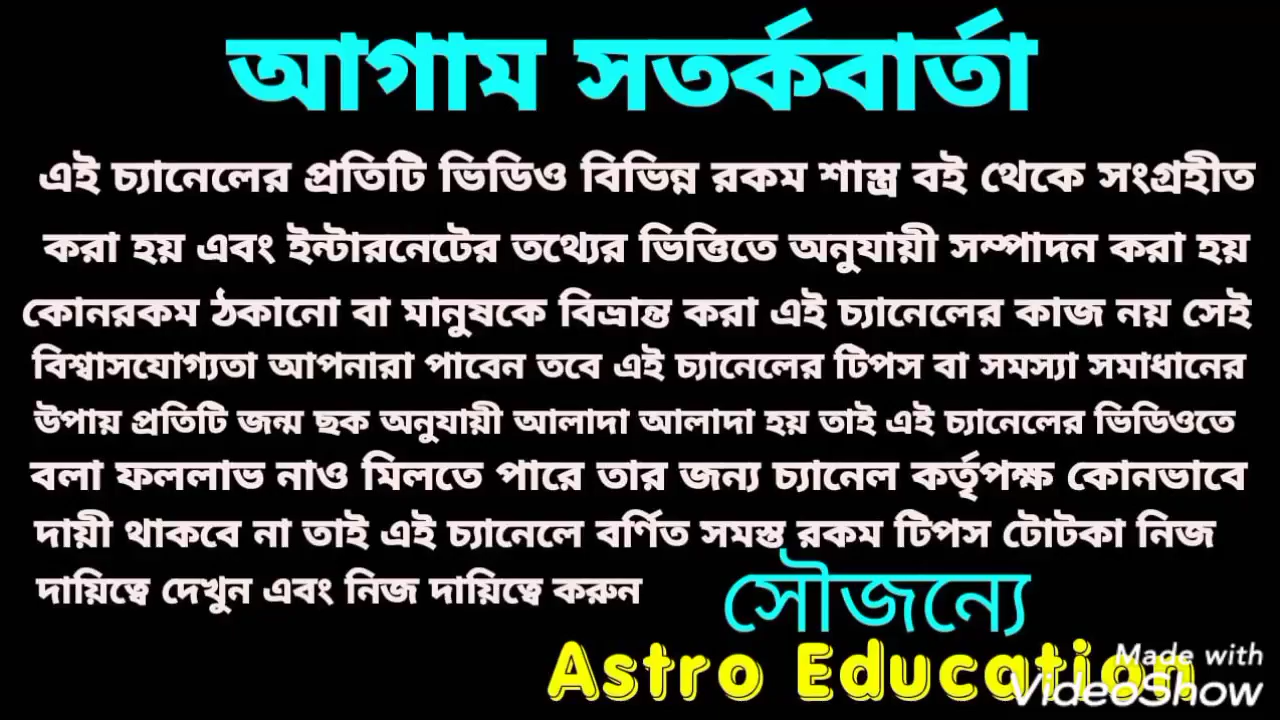 আগাম সতর্কবার্তা
এই চ্যানেলের প্রতিটি ভিডিও বিভিন্ন রকম শাস্ত্র বই থেকে সংগ্রহীত
করা হয় এবং ইন্টারনেটের তথ্যের ভিত্তিতে অনুযায়ী সম্পাদন করা হয়
কোনরকম ঠকানো বা মানুষকে বিভ্রান্ত করা এই চ্যানেলের কাজ নয় সেই
বিশ্বাসযোগ্যতা আপনারা পাবেন তবে এই চ্যানেলের টিপস বা সমস্যা সমাধানের
উপায় প্রতিটি জন্ম ছক অনুযায়ী আলাদা আলাদা হয় তাই এই চ্যানেলের ভিডিওতে
বলা ফললাভ নাও মিলতে পারে তার জন্য চ্যানেল কর্তৃপক্ষ কোনভাবে
দায়ী থাকবে না তাই এই চ্যানেলে বর্ণিত সমস্ত রকম টিপস টোটকা নিজ
দায়িত্বে দেখুন এবং নিজ দায়িত্বে করুন
সৌজন্যে
Astro Education
Made with
VideoShow